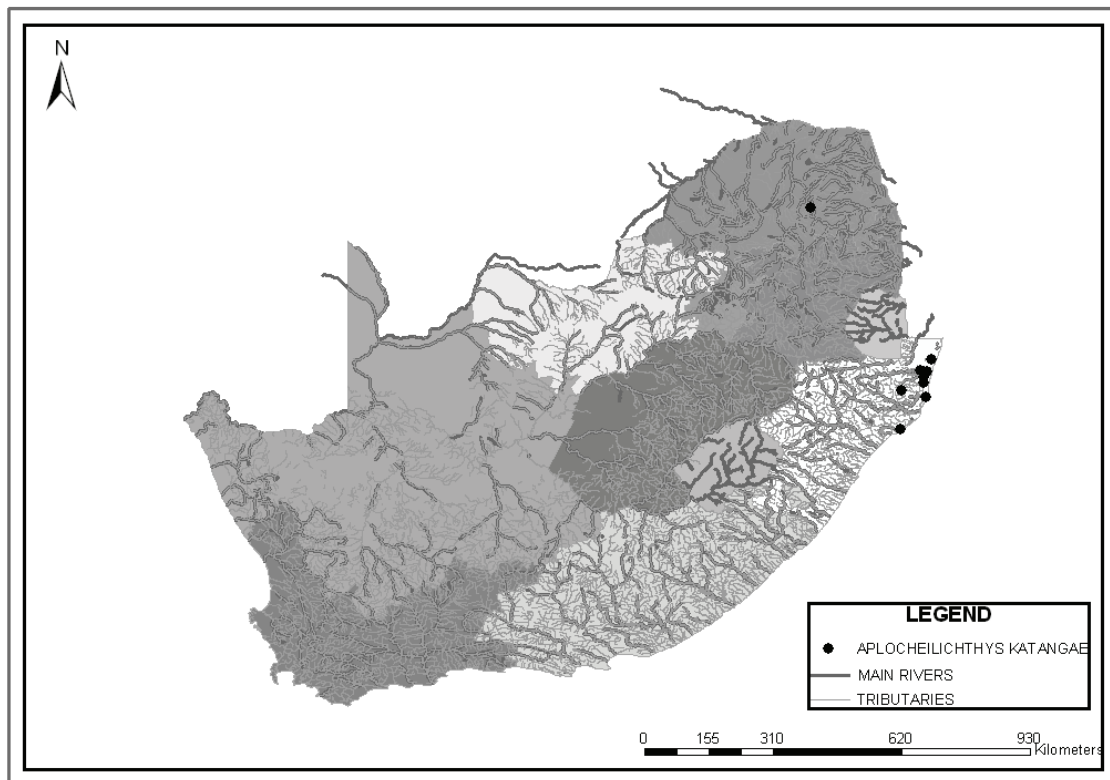 N
LEGEND
APLOCHEILICHTHYS KATANGAE
MAIN RIVERS
TRIBUTARIES
0 155 310 620 930
Kilometers